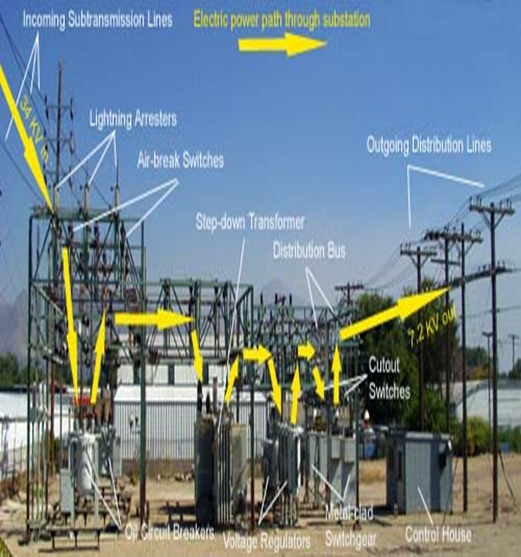 Incoming Subtransmission Lines
Electric power path through substation
34 KV in
Lightning Arresters
Air-break Switches
Outgoing Distribution Lines
Step-down Transformer
Distribution Bus
7.2 KV out
Cutout
Switches
Oil Circuit Breakers
Voltage Regulators
Metal-clad
Switchgear
Control House